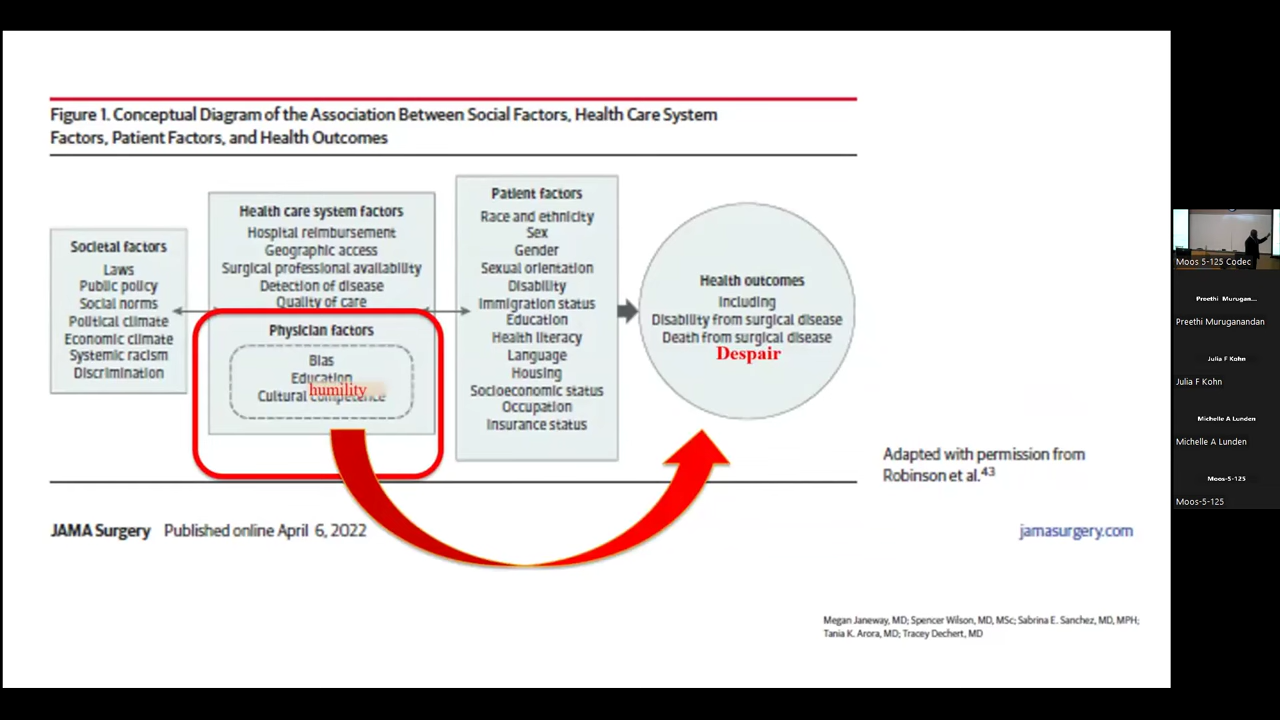 Figure 1. Conceptual Diagram of the Association Between Social Factors, Health Care System
Factors, Patient Factors, and Health Outcomes
Societal factors
Laws
Public policy
Social norms
Political climate
Economic climate
Systemic racism
Discrimination
Health care system factors
Hospital reimbursement
Geographic access
Surgical professional availability
Detection of disease
Quality of care
Physician factors
Bias
Education
humility
Cultural competence
Patient factors
Race and ethnicity
Sex
Gender
Sexual orientation
Disability
Immigration status
Education
Health literacy
Language
Housing
Socioeconomic status
Occupation
Insurance status
Health outcomes
Including
Disability from surgical disease
Death from surgical disease
Despair
Adapted with permission from
Robinson et al.43
JAMA Surgery Published online April 6, 2022
jamasurgery.com
Megan Janeway, MD; Spencer Wilson, MD, MSc; Sabrina E. Sanchez, MD, MPH;
Tania K. Arora, MD; Tracey Dechert, MD
Moos 5-125 Codec
Preethi Murugan...
Preethi Muruganandan
Julia F Kohn
Julia F Kohn
Michelle A Lunden
Michelle A Lunden
Moos-5-125
Moos-5-125